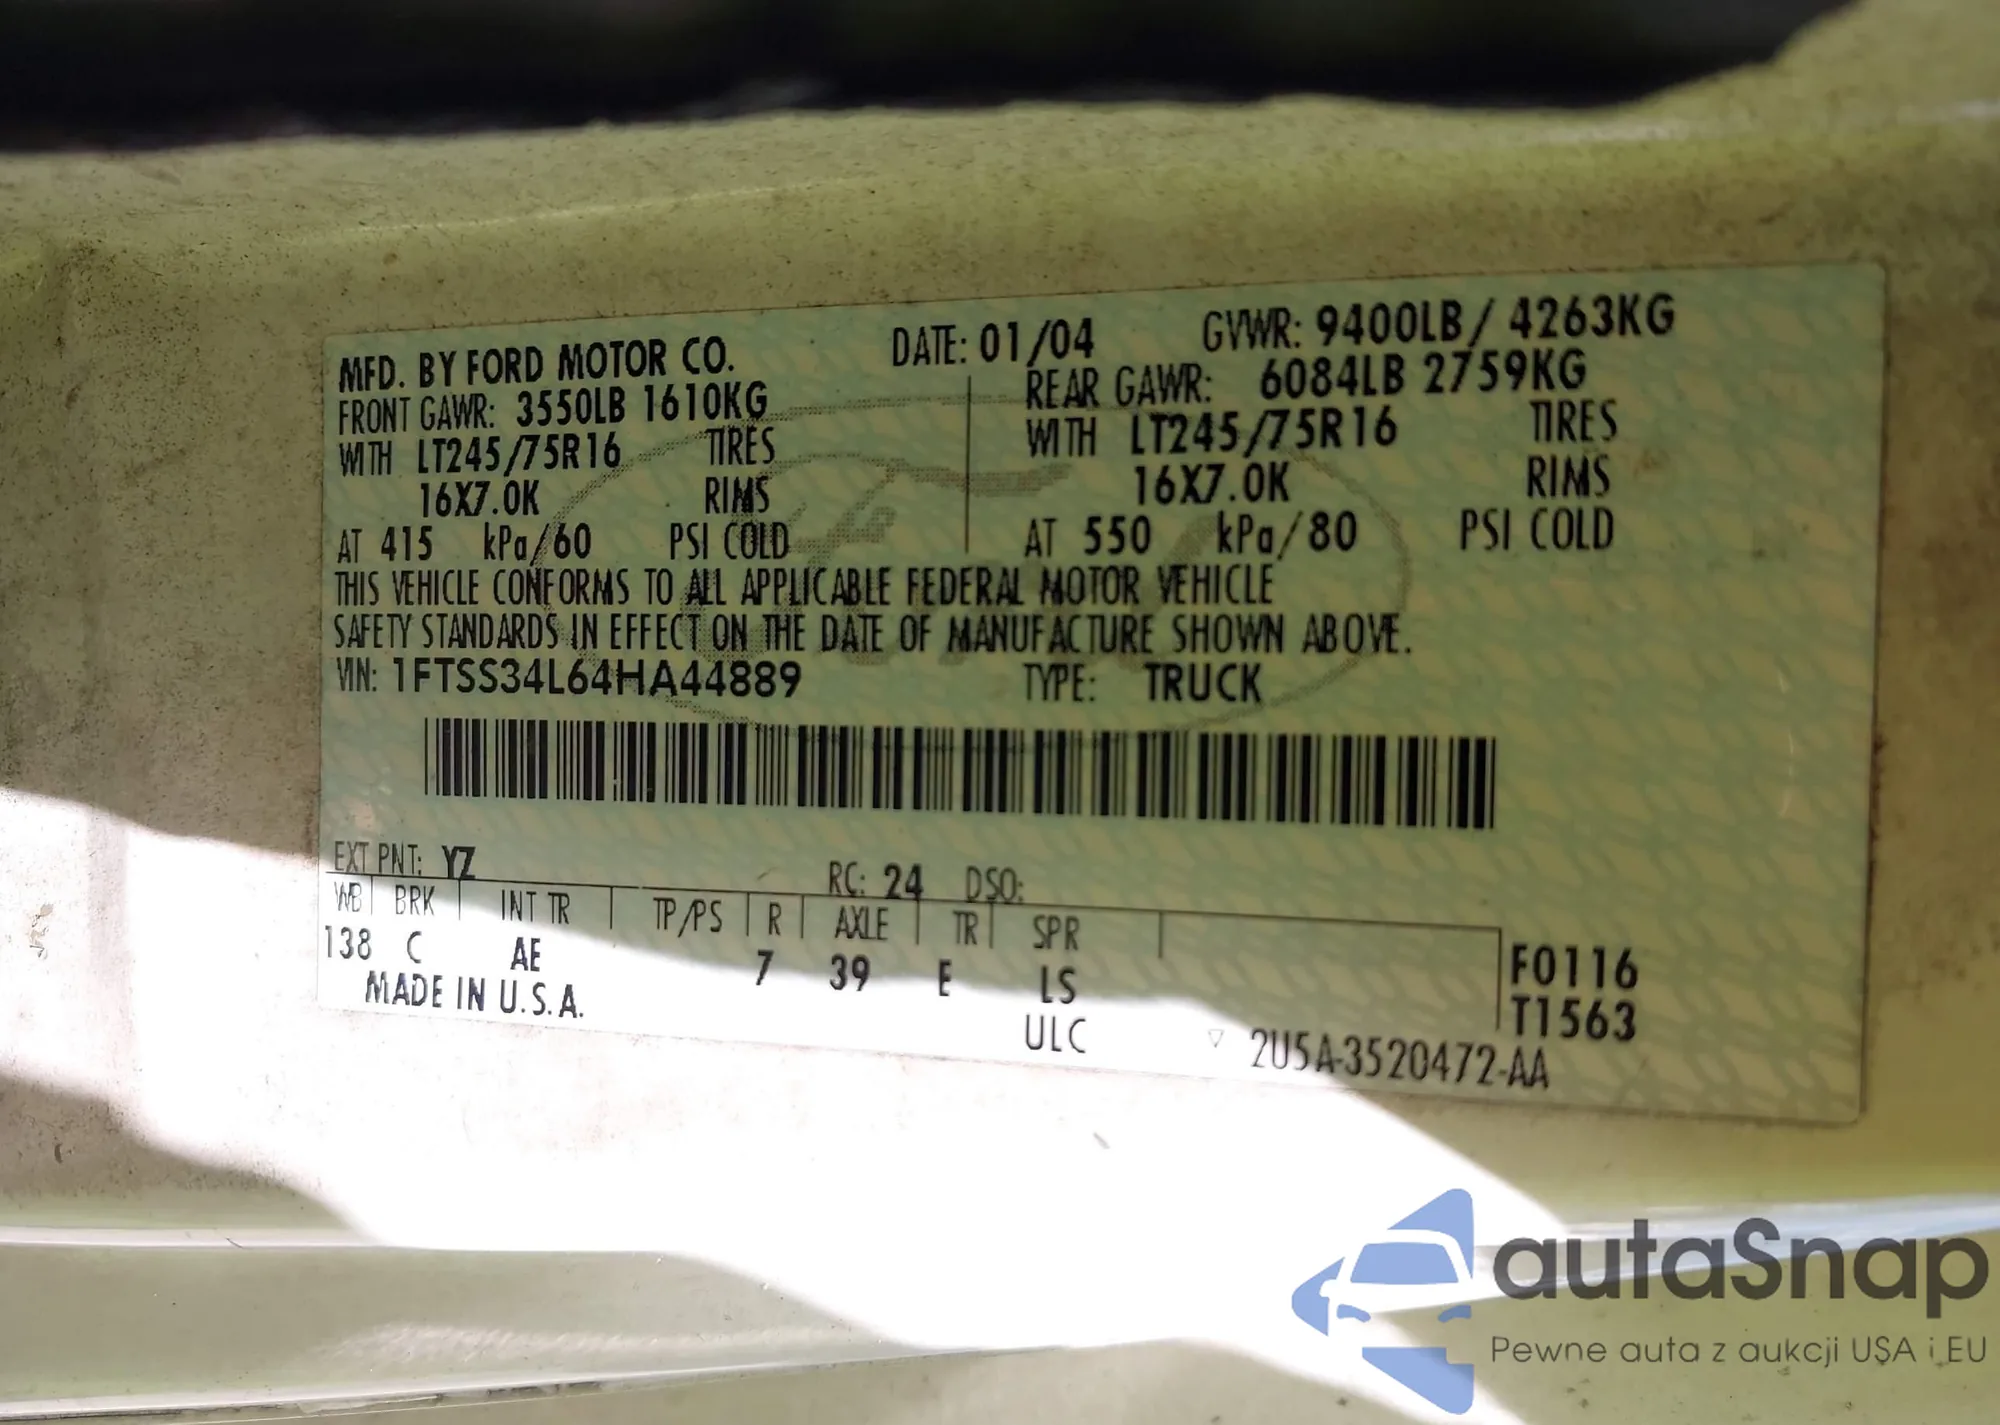 MFD. BY FORD MOTOR CO. DATE: 01/04 GVWR: 9400LB / 4263KG
FRONT GAWR: 3550LB 1610KG REAR GAWR: 6084LB 2759KG
WITH LT245/75R16 TIRES WITH LT245/75R16 TIRES
16X7.0K RIMS 16X7.0K RIMS
AT 415 kPa/60 PSI COLD AT 550 kPa/80 PSI COLD
THIS VEHICLE CONFORMS TO ALL APPLICABLE FEDERAL MOTOR VEHICLE
SAFETY STANDARDS IN EFFECT ON THE DATE OF MANUFACTURE SHOWN ABOVE.
VIN: 1FTSS34L64HA44889 TYPE: TRUCK
EXT PNT: YZ RC: 24 DSO:
WB BRK INT TR TP/PS R AXLE TR SPR
138 C AE 7 39 E LS F0116
MADE IN U.S.A. ULC T1563
2U5A-3520472-AA
autaSnap
Pewne auta z aukcji USA i EU